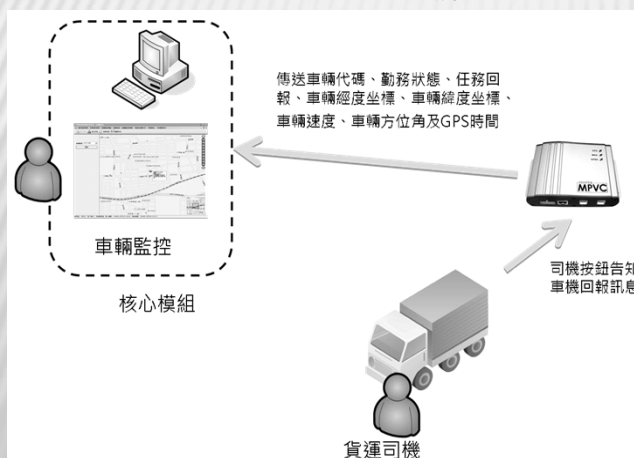 傳送車輛代碼、勤務狀態、任務回
報、車輛經度坐標、車輛緯度坐標、
車輛速度、車輛方位角及GPS時間
MPVC
車輛監控
司機按鈕告知
車機回報訊息
核心模組
貨運司機